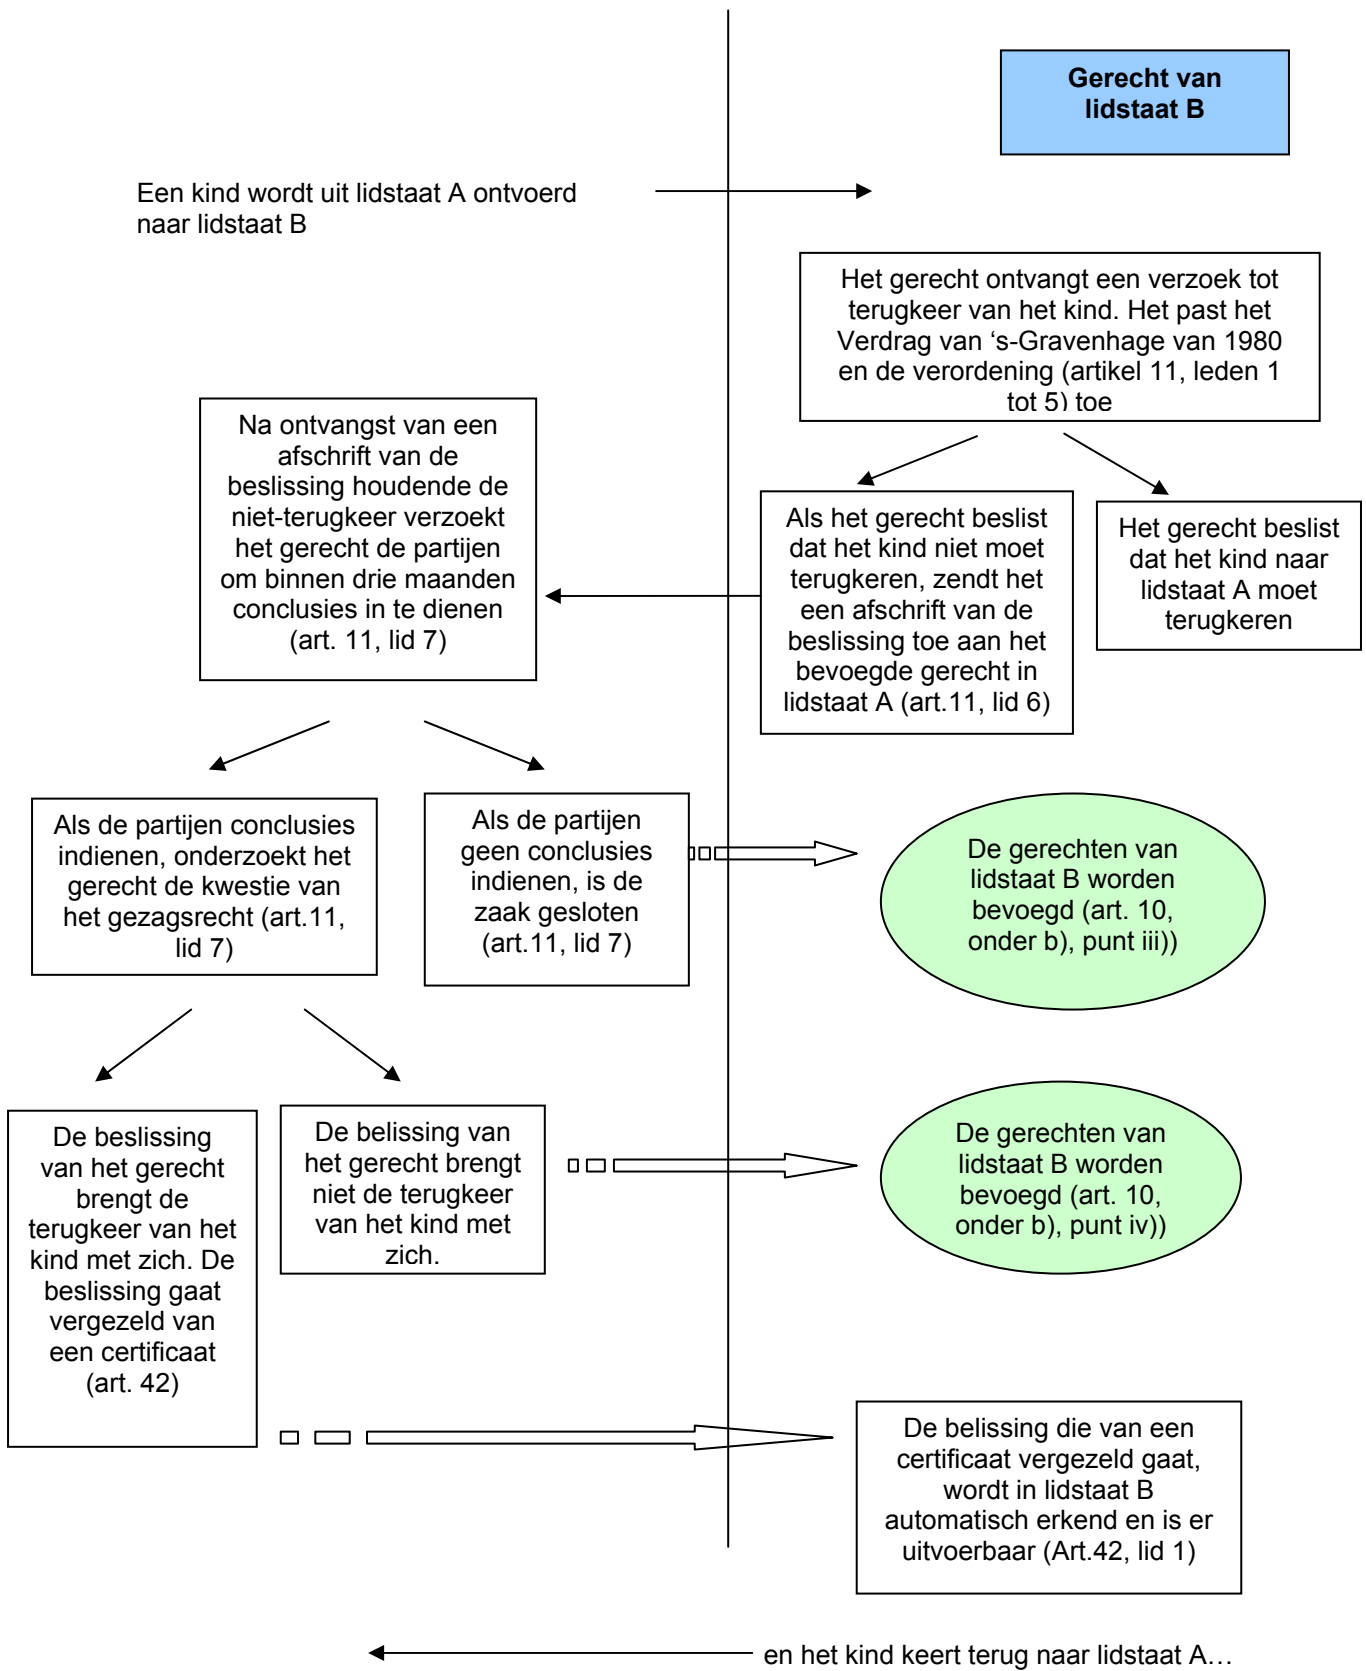 Gerecht van
lidstaat B
Een kind wordt uit lidstaat A ontvoerd
naar lidstaat B
Het gerecht ontvangt een verzoek tot
terugkeer van het kind. Het past het
Verdrag van ‘s-Gravenhage van 1980
en de verordening (artikel 11, leden 1
tot 5) toe
Na ontvangst van een
afschrift van de
beslissing houdende de
niet-terugkeer verzoekt
het gerecht de partijen
om binnen drie maanden
conclusies in te dienen
(art. 11, lid 7)
Als het gerecht beslist
dat het kind niet moet
terugkeren, zendt het
een afschrift van de
beslissing toe aan het
bevoegde gerecht in
lidstaat A (art.11, lid 6)
Het gerecht beslist
dat het kind naar
lidstaat A moet
terugkeren
Als de partijen conclusies
indienen, onderzoekt het
gerecht de kwestie van
het gezagsrecht (art.11,
lid 7)
Als de partijen
geen conclusies
indienen, is de
zaak gesloten
(art.11, lid 7)
De gerechten van
lidstaat B worden
bevoegd (art. 10,
onder b), punt iii))
De beslissing
van het gerecht
brengt de
terugkeer van het
kind met zich. De
beslissing gaat
vergezeld van
een certificaat
(art. 42)
De belissing van
het gerecht brengt
niet de terugkeer
van het kind met
zich.
De gerechten van
lidstaat B worden
bevoegd (art. 10,
onder b), punt iv))
De belissing die van een
certificaat vergezeld gaat,
wordt in lidstaat B
automatisch erkend en is er
uitvoerbaar (Art.42, lid 1)
en het kind keert terug naar lidstaat A…